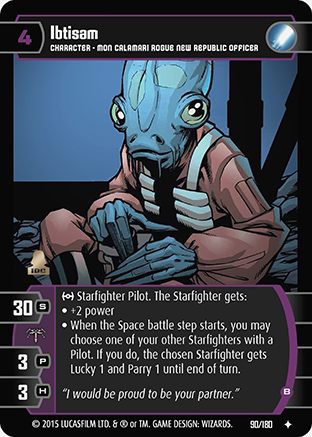 4
Ibtisam
CHARACTER - MON CALAMARI ROGUE NEW REPUBLIC OFFICER
IDC
30 S
Starfighter Pilot. The Starfighter gets:
• +2 power
• When the Space battle step starts, you may
choose one of your other Starfighters with a
Pilot. If you do, the chosen Starfighter gets
Lucky 1 and Parry 1 until end of turn.
3 P
3 H
“I would be proud to be your partner.”
B
© 2015 LUCASFILM LTD. & ® or TM. GAME DESIGN: WIZARDS.
90/180